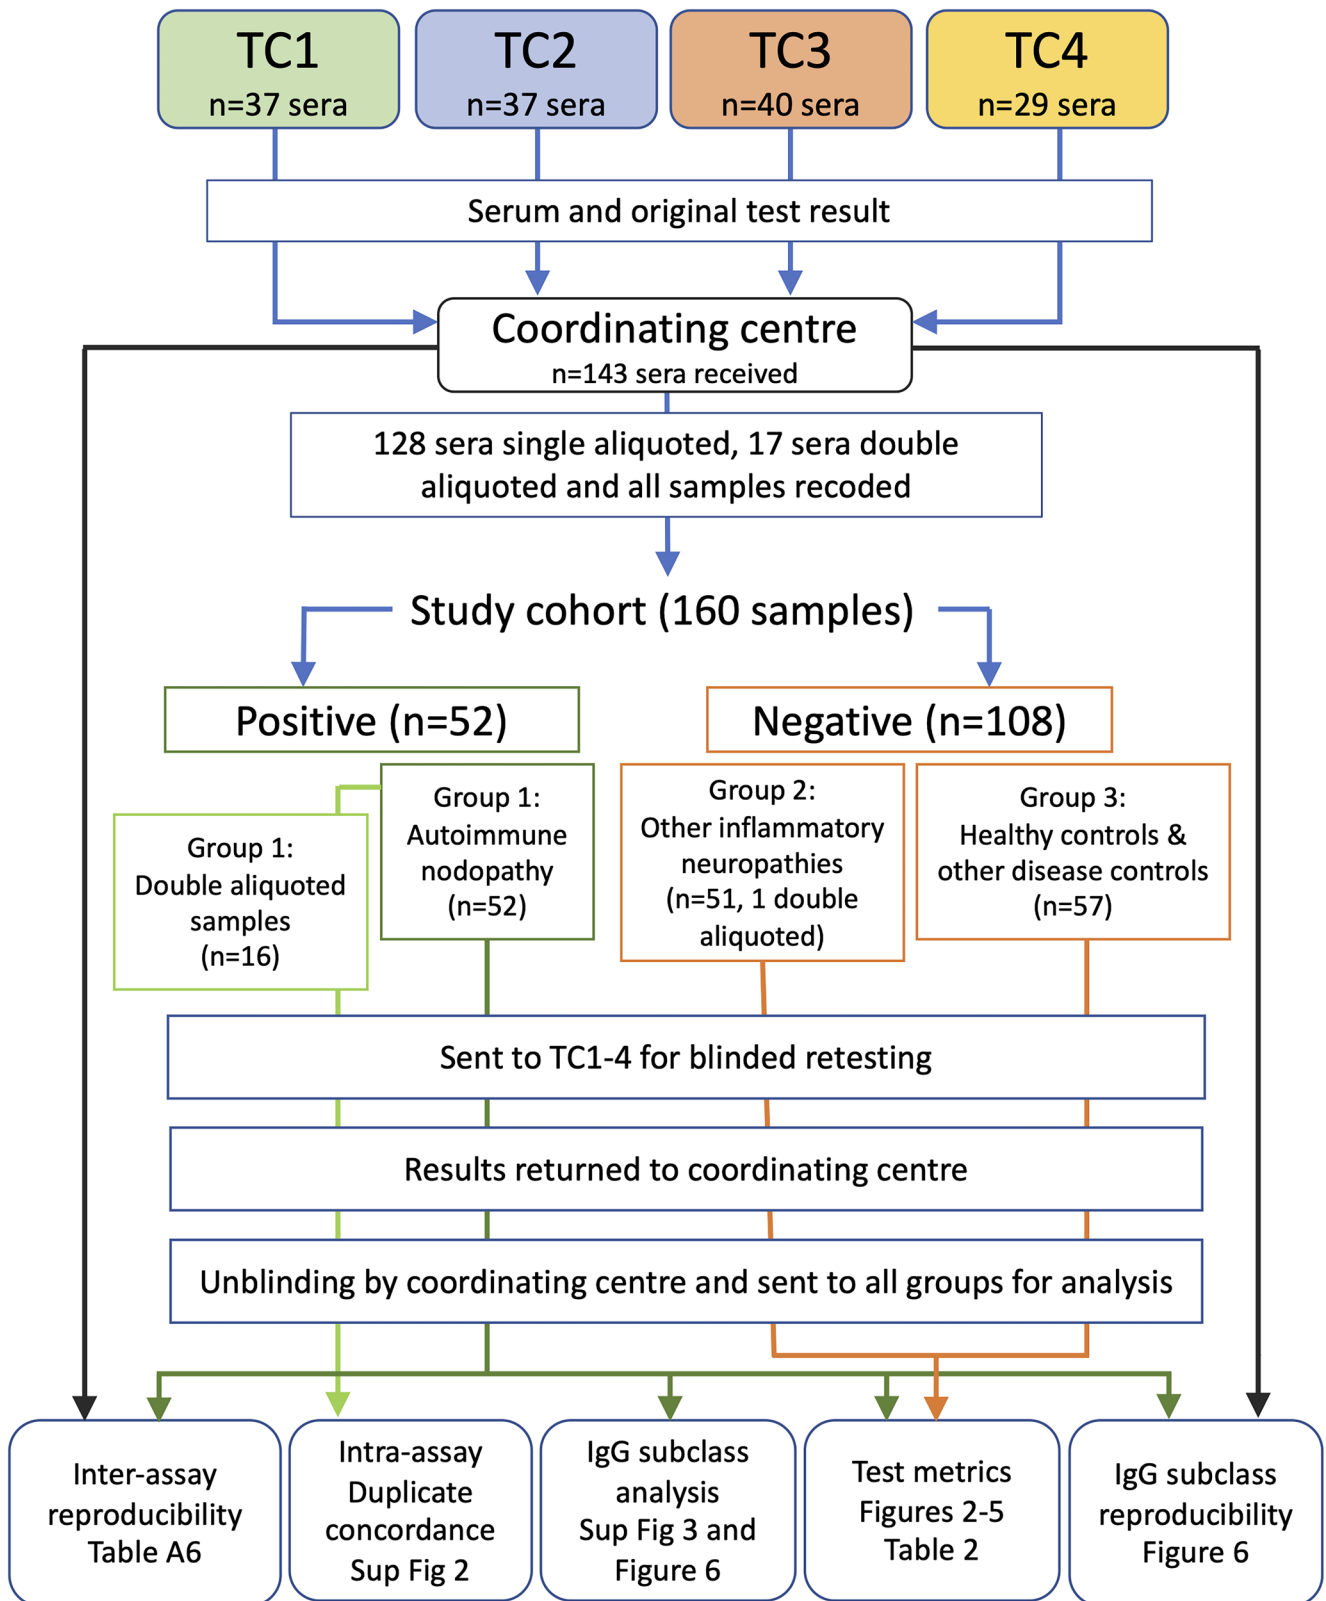 TC1
n=37 sera
TC2
n=37 sera
TC3
n=40 sera
TC4
n=29 sera
Serum and original test result
Coordinating centre
n=143 sera received
128 sera single aliquoted, 17 sera double
aliquoted and all samples recoded
Study cohort (160 samples)
Positive (n=52)
Negative (n=108)
Group 1:
Double aliquoted
samples
(n=16)
Group 1:
Autoimmune
nodopathy
(n=52)
Group 2:
Other inflammatory
neuropathies
(n=51, 1 double
aliquoted)
Group 3:
Healthy controls &
other disease controls
(n=57)
Sent to TC1-4 for blinded retesting
Results returned to coordinating centre
Unblinding by coordinating centre and sent to all groups for analysis
Inter-assay
reproducibility
Table A6
Intra-assay
Duplicate
concordance
Sup Fig 2
IgG subclass
analysis
Sup Fig 3 and
Figure 6
Test metrics
Figures 2-5
Table 2
IgG subclass
reproducibility
Figure 6